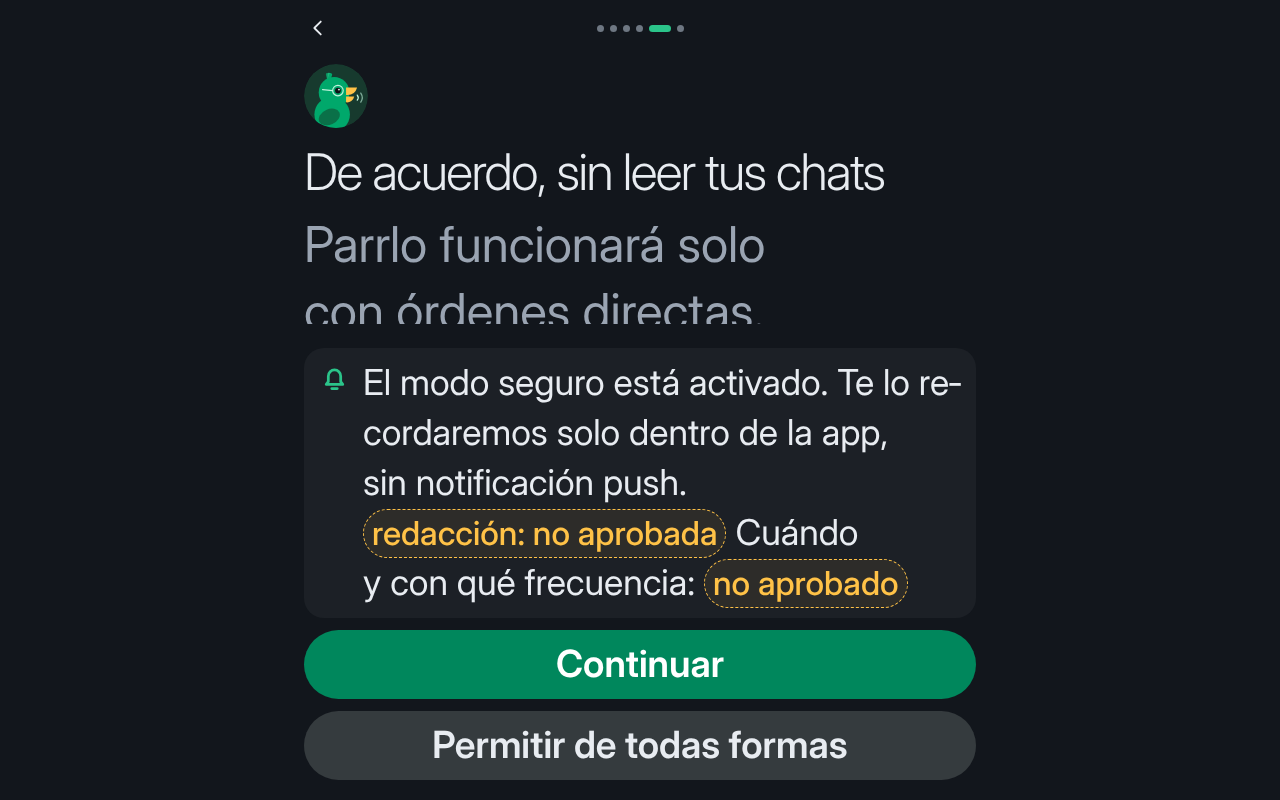 De acuerdo, sin leer tus chats
Parrlo funcionará solo
con órdenes directas.
El modo seguro está activado. Te lo re-
cordaremos solo dentro de la app,
sin notificación push.
redacción: no aprobada Cuándo
y con qué frecuencia: no aprobado
Continuar
Permitir de todas formas